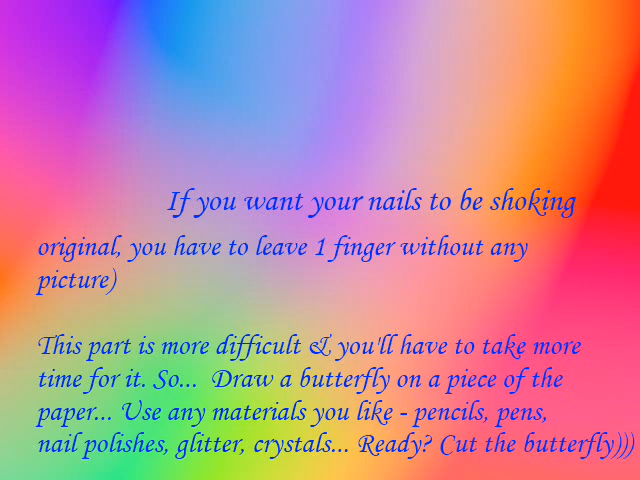 If you want your nails to be shoking
original, you have to leave 1 finger without any
picture)
This part is more difficult & you'll have to take more
time for it. So... Draw a butterfly on a piece of the
paper... Use any materials you like - pencils, pens,
nail polishes, glitter, crystals... Ready? Cut the butterfly)))